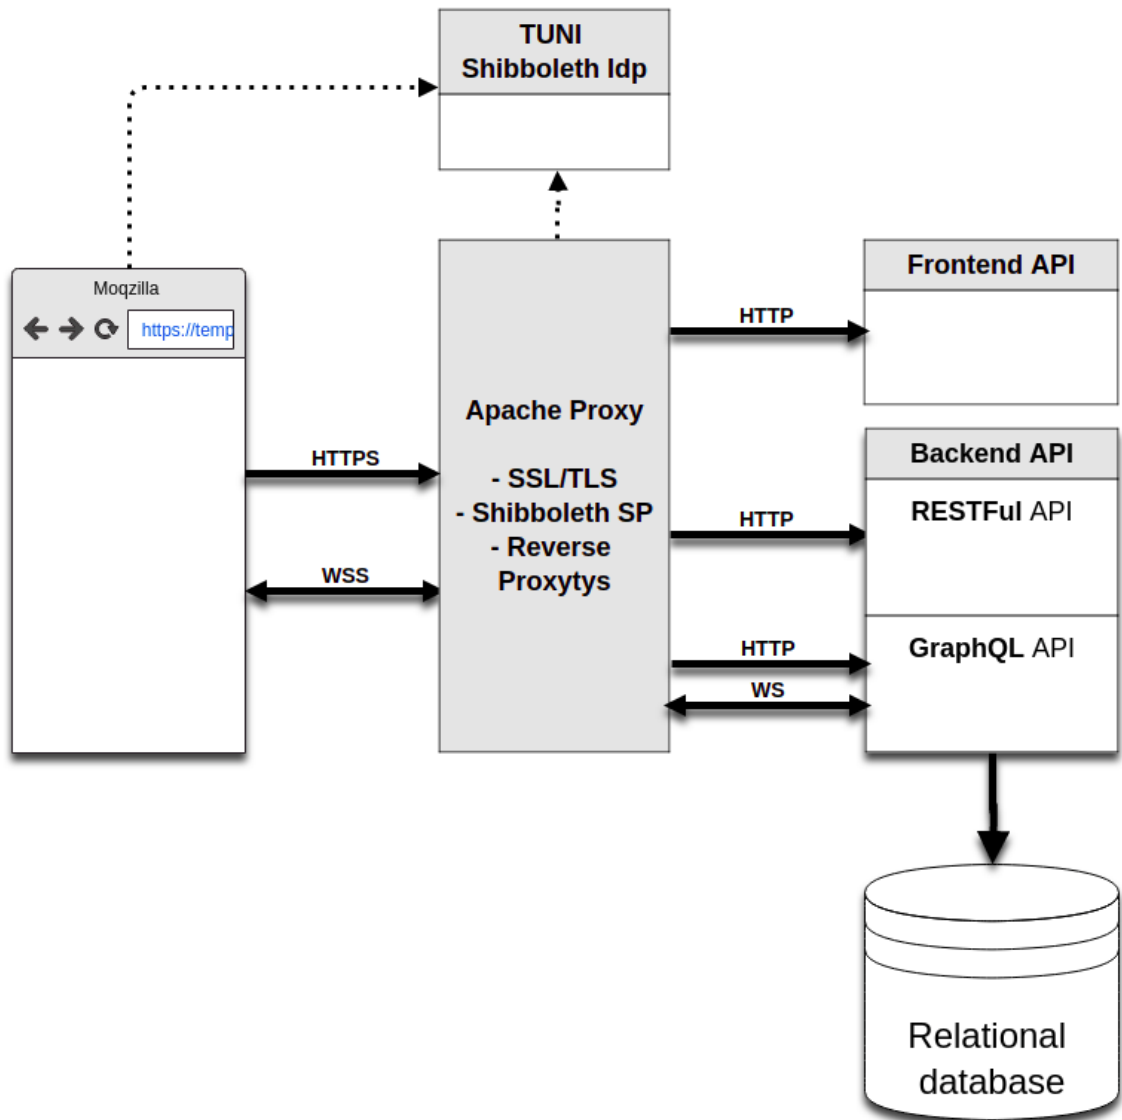 TUNI
Shibboleth Idp
Moqzilla
https://temp
Apache Proxy
- SSL/TLS
- Shibboleth SP
- Reverse
Proxytys
HTTPS
WSS
HTTP
HTTP
HTTP
WS
Frontend API
Backend API
RESTFul API
GraphQL API
Relational
database